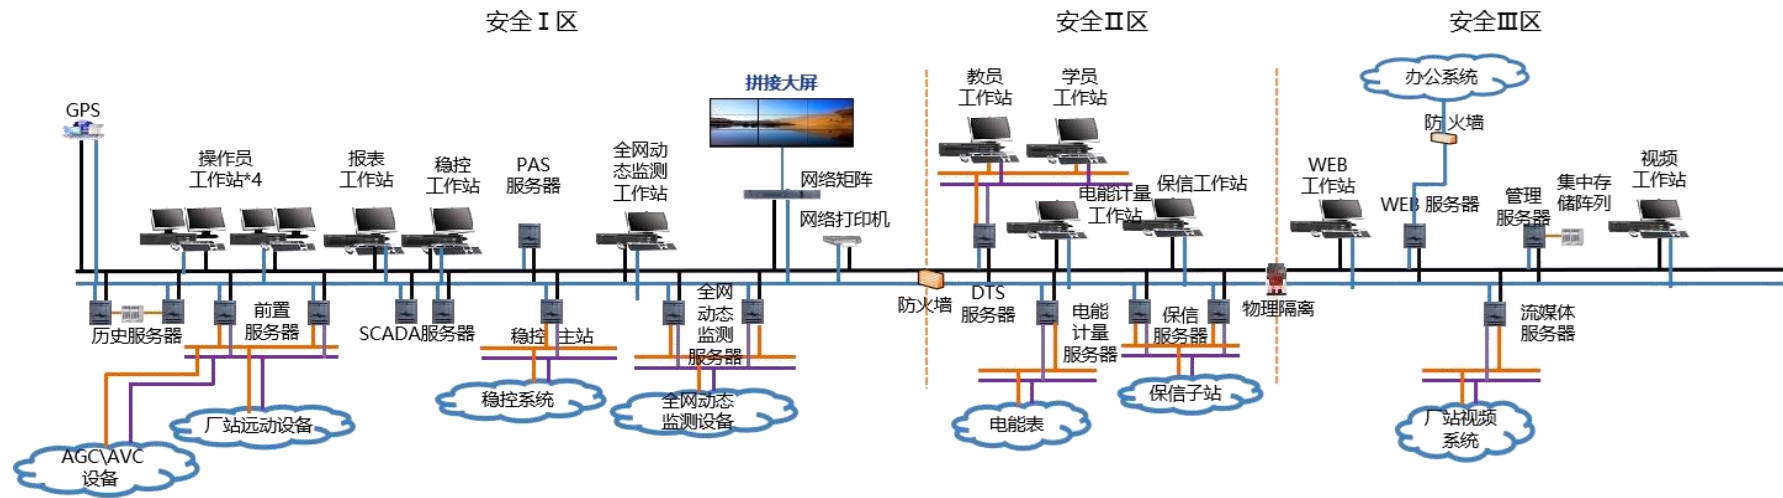 安全Ⅰ区
安全Ⅱ区
安全Ⅲ区
GPS
操作员
工作站*4
报表
工作站
稳控
工作站
PAS
服务器
全网动
态监测
工作站
拼接大屏
网络矩阵
网络打印机
教员
工作站
学员
工作站
电能计量
工作站
保信工作站
办公系统
防火墙
WEB
工作站
WEB 服务器
管理
服务器
集中存
储阵列
视频
工作站
历史服务器
前置
服务器
SCADA服务器
稳控 主站
全网
动态
监测
服务器
防火墙
DTS
服务器
电能
计量
服务器
保信
服务器
物理隔离
流媒体
服务器
AGC\AVC
设备
厂站远动设备
稳控系统
全网动态
监测设备
电能表
保信子站
厂站视频
系统